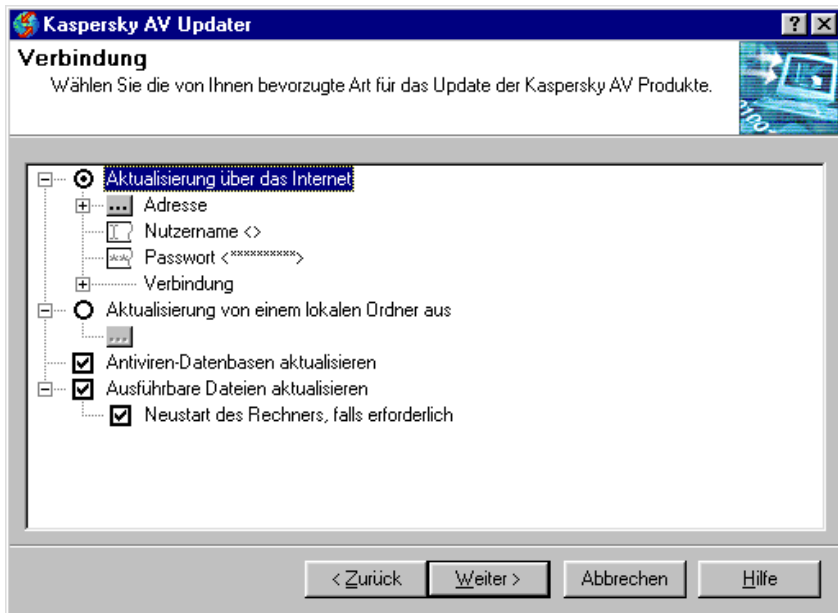 Kaspersky AV Updater
Verbindung
Wählen Sie die von Ihnen bevorzugte Art für das Update der Kaspersky AV Produkte.
Aktualisierung über das Internet
... Adresse
Nutzername <>
Passwort <**********>
Verbindung
Aktualisierung von einem lokalen Ordner aus
...
Antiviren-Datenbasen aktualisieren
Ausführbare Dateien aktualisieren
Neustart des Rechners, falls erforderlich
< Zurück Weiter > Abbrechen Hilfe